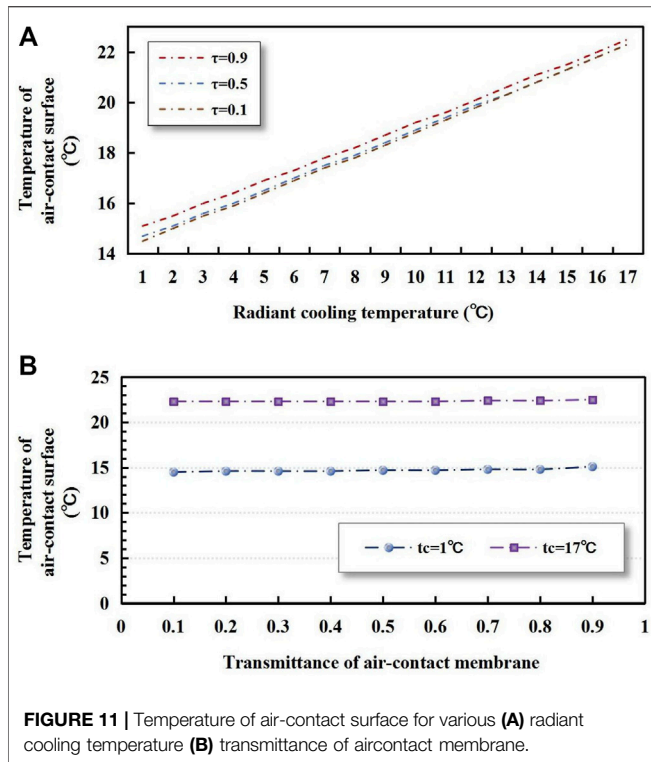 A
Temperature of
air-contact surface
(℃)
22
20
18
16
14
τ=0.9
τ=0.5
τ=0.1
1 2 3 4 5 6 7 8 9 10 11 12 13 14 15 16 17
Radiant cooling temperature (℃)
B
Temperature of
air-contact surface
(℃)
25
20
15
10
5
0
tc=1℃ tc=17℃
0 0.1 0.2 0.3 0.4 0.5 0.6 0.7 0.8 0.9 1
Transmittance of air-contact membrane
FIGURE 11 | Temperature of air-contact surface for various (A) radiant
cooling temperature (B) transmittance of aircontact membrane.